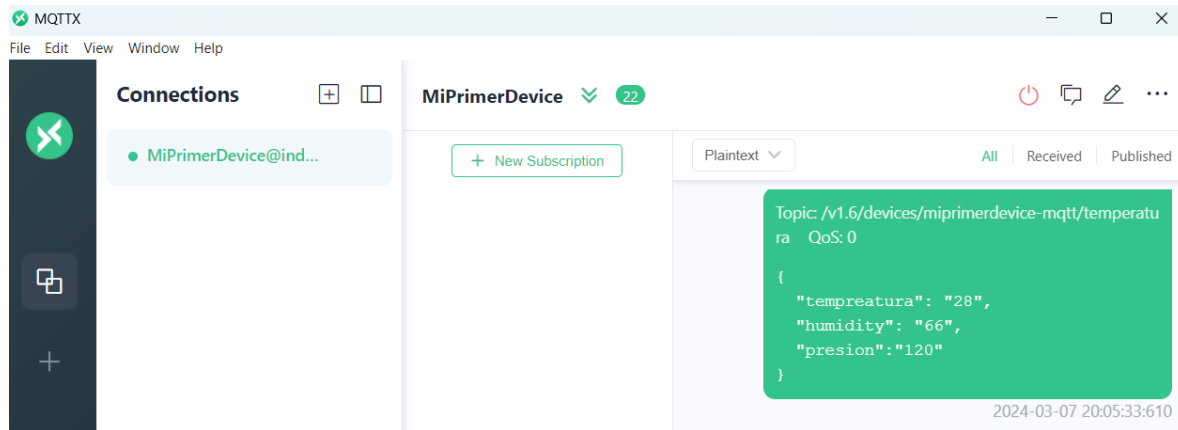 MQTTX
File Edit View Window Help
Connections
MiPrimerDevice 22
MiPrimerDevice@ind...
+ New Subscription
Plaintext
All Received Published
Topic: /v1.6/devices/miprimerdevice-mqtt/temperatu
ra QoS: 0
{
"tempreatura": "28",
"humidity": "66",
"presion":"120"
}
2024-03-07 20:05:33:610